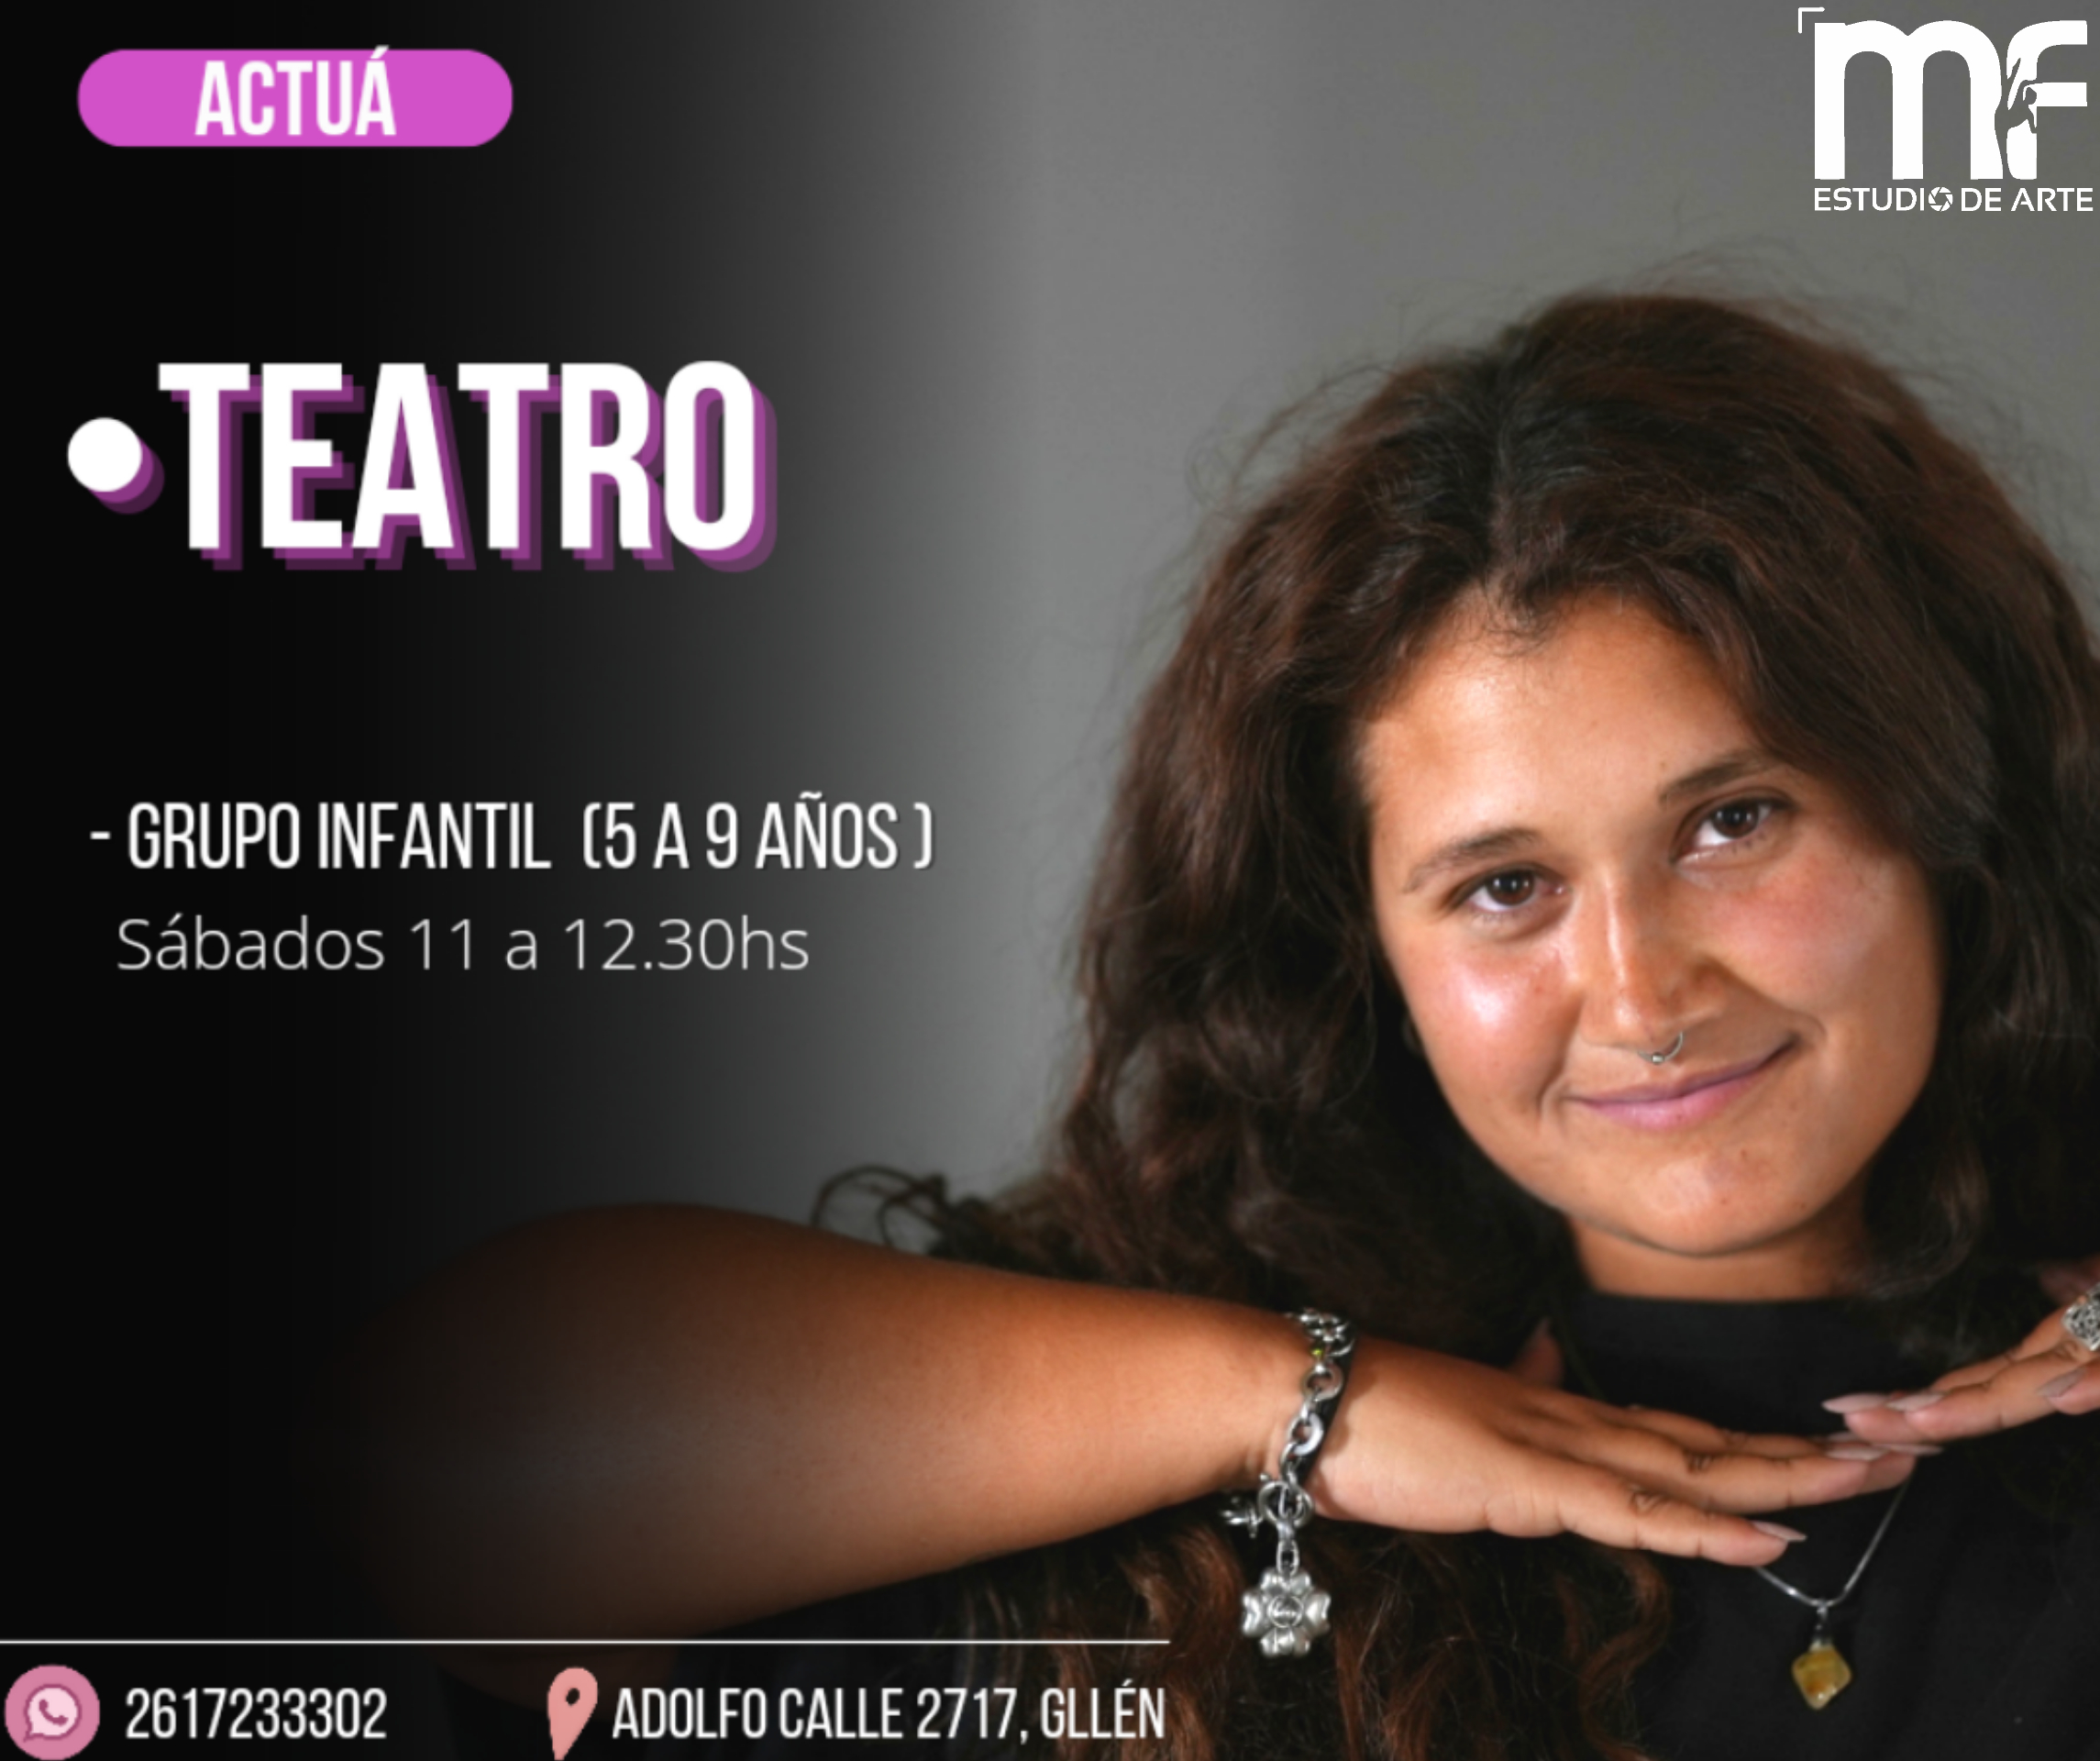 ACTUÁ
mf
ESTUDIO DE ARTE
•TEATRO
- GRUPO INFANTIL (5 A 9 AÑOS )
Sábados 11 a 12.30hs
2617233302
ADOLFO CALLE 2717, GLLÉN